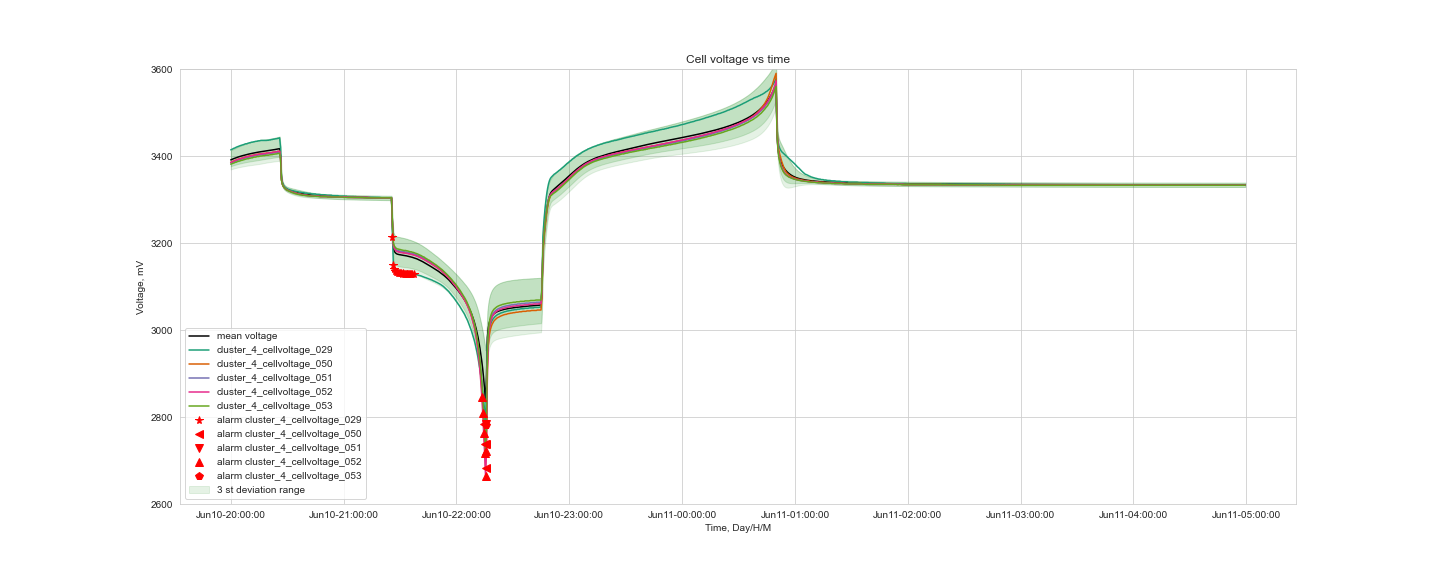 Cell voltage vs time
3600
3400
3200
3000
2800
2600
Voltage. mV
mean voltage
cluster_4_cellvoltage_029
cluster_4_cellvoltage_050
cluster_4_cellvoltage_051
cluster_4_cellvoltage_052
cluster_4_cellvoltage_053
alarm cluster_4_cellvoltage_029
alarm cluster_4_cellvoltage_050
alarm cluster_4_cellvoltage_051
alarm cluster_4_cellvoltage_052
alarm cluster_4_cellvoltage_053
3 st deviation range
Jun10-20:00:00 Jun10-21:00:00 Jun10-22:00:00 Jun10-23:00:00 Jun11-00:00:00 Jun11-01:00:00 Jun11-02:00:00 Jun11-03:00:00 Jun11-04:00:00 Jun11-05:00:00
Time, Day/H/M